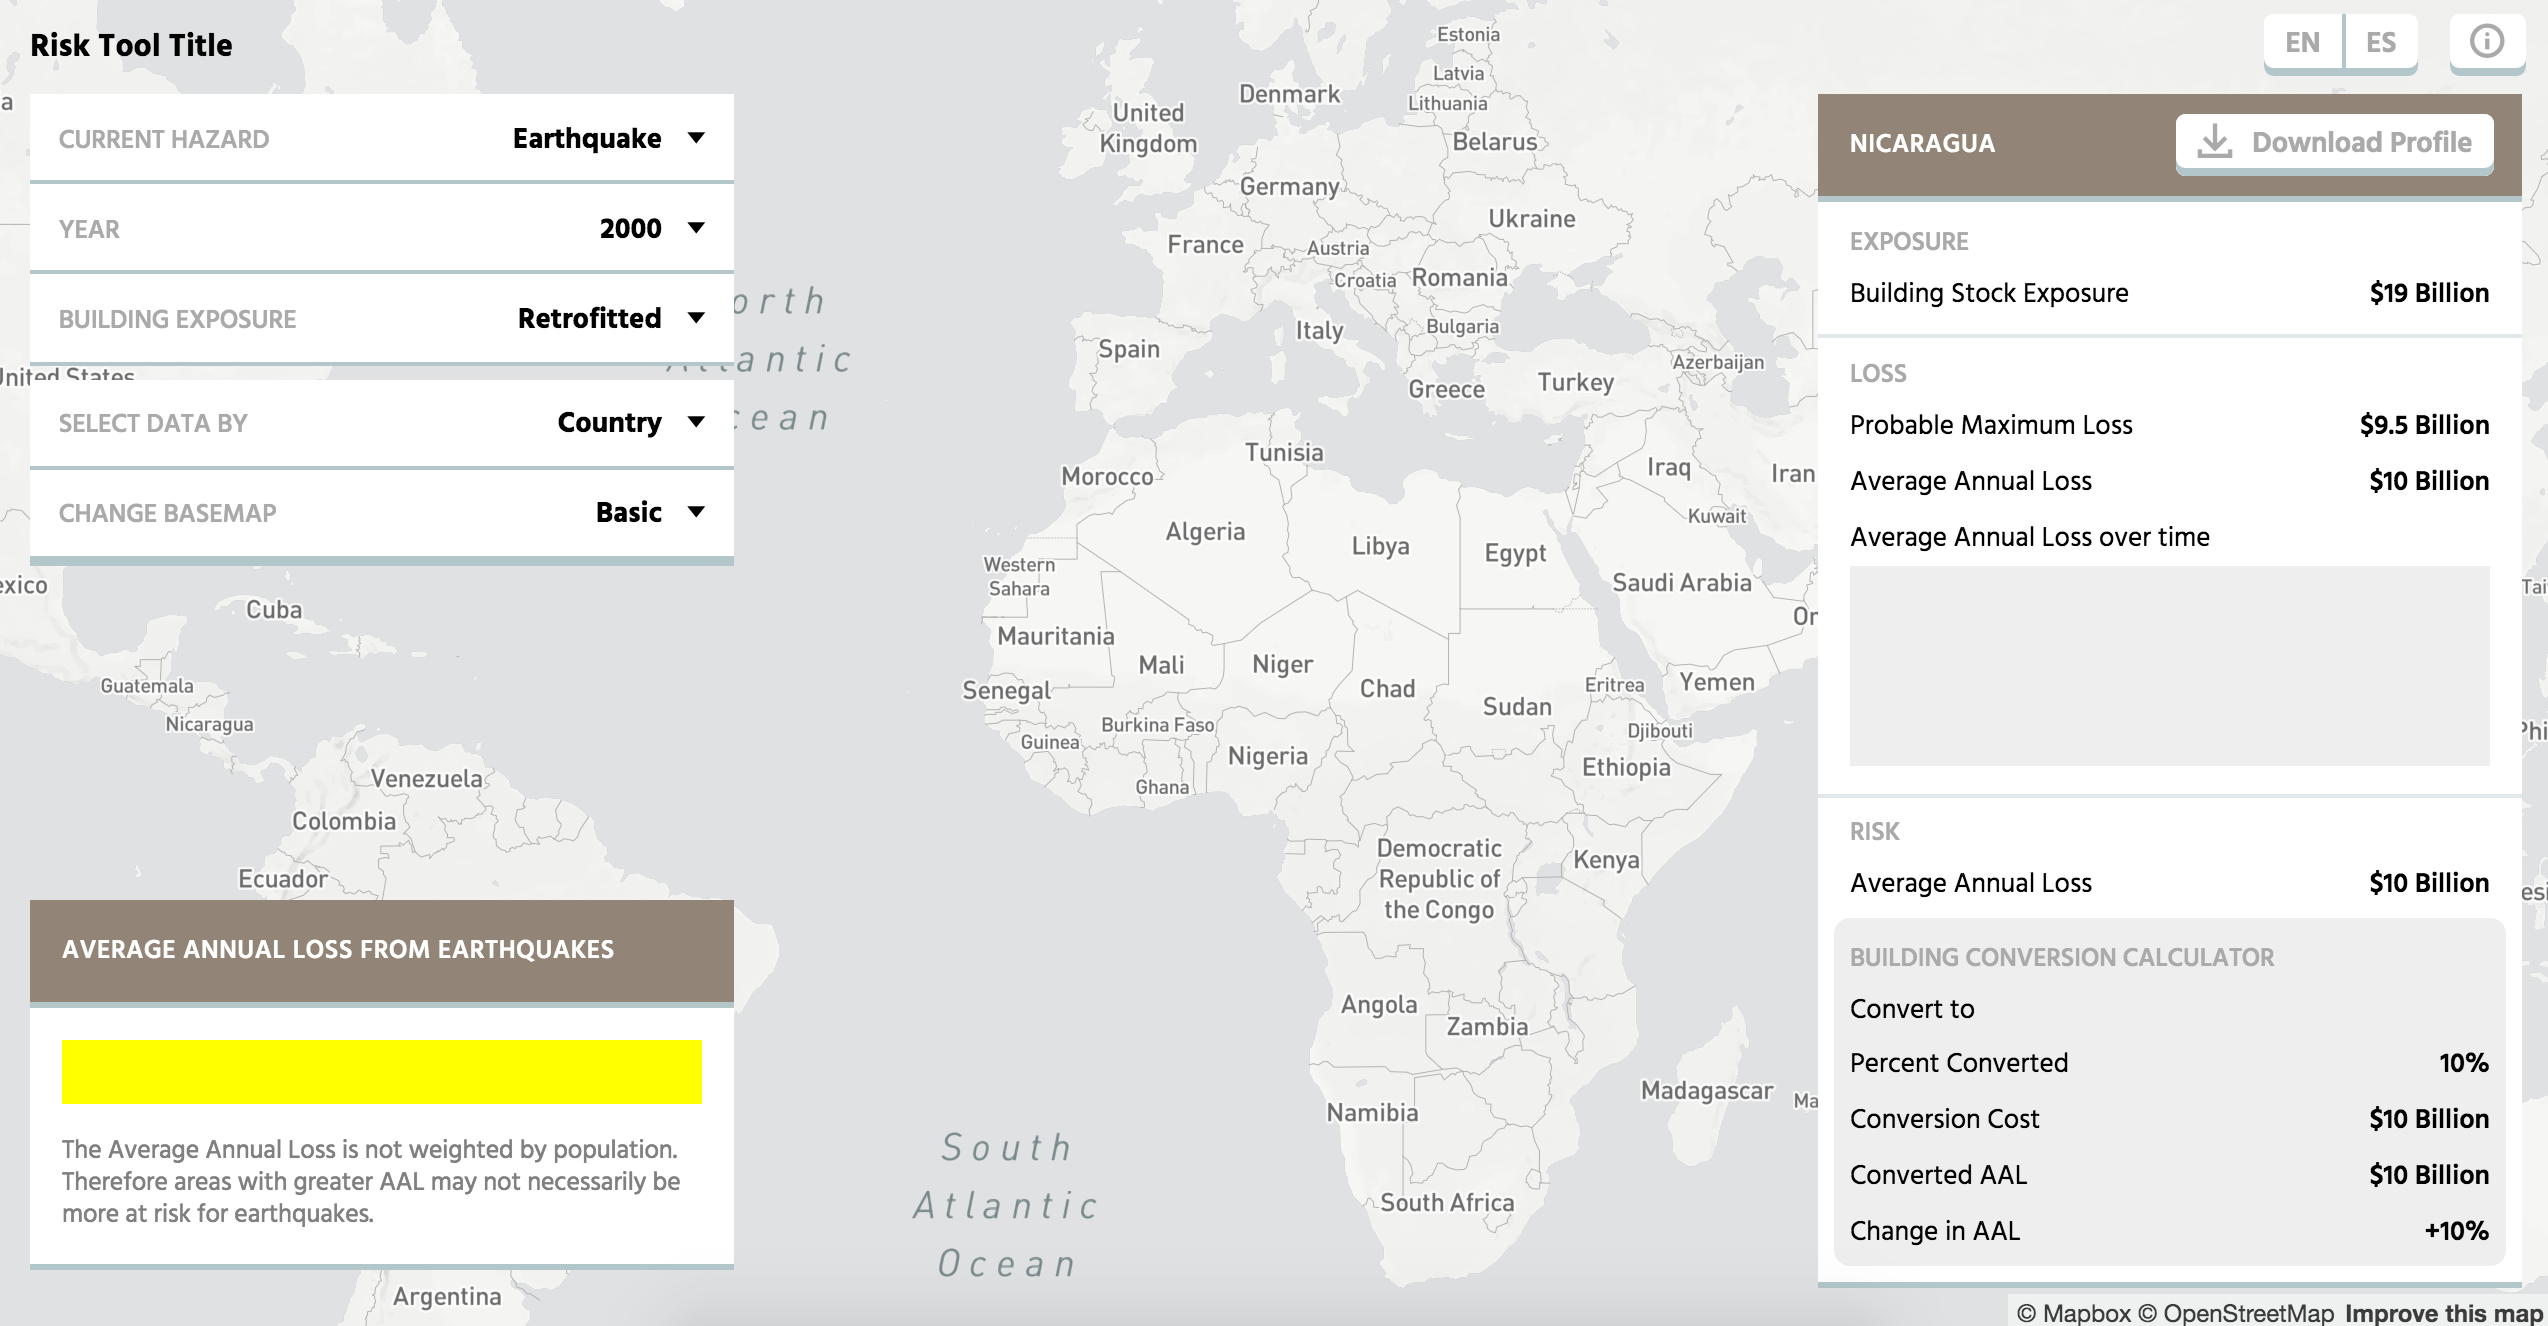 Risk Tool Title
CURRENT HAZARD Earthquake
YEAR 2000
BUILDING EXPOSURE Retrofitted
SELECT DATA BY Country
CHANGE BASEMAP Basic
AVERAGE ANNUAL LOSS FROM EARTHQUAKES
The Average Annual Loss is not weighted by population.
Therefore areas with greater AAL may not necessarily be
more at risk for earthquakes.
EN ES
NICARAGUA Download Profile
EXPOSURE
Building Stock Exposure $19 Billion
LOSS
Probable Maximum Loss $9.5 Billion
Average Annual Loss $10 Billion
Average Annual Loss over time
RISK
Average Annual Loss $10 Billion
BUILDING CONVERSION CALCULATOR
Convert to
Percent Converted 10%
Conversion Cost $10 Billion
Converted AAL $10 Billion
Change in AAL +10%
Estonia
Latvia
Lithuania
Denmark
United
Kingdom
Belarus
Germany
Ukraine
France
Austria
Croatia
Romania
Italy
Bulgaria
Spain
Azerbaijan
Greece
Turkey
Tunisia
Morocco
Iraq
Iran
Kuwait
Algeria
Libya
Egypt
Western
Sahara
Saudi Arabia
Mauritania
Mali
Niger
Chad
Senegal
Eritrea
Yemen
Sudan
Burkina Faso
Djibouti
Guinea
Nigeria
Ethiopia
Ghana
Democratic
Republic of
the Congo
Kenya
Angola
Zambia
Madagascar
Namibia
South Africa
South
Atlantic
Ocean
United States
Cuba
Guatemala
Nicaragua
Venezuela
Colombia
Ecuador
Argentina
© Mapbox © OpenStreetMap Improve this map